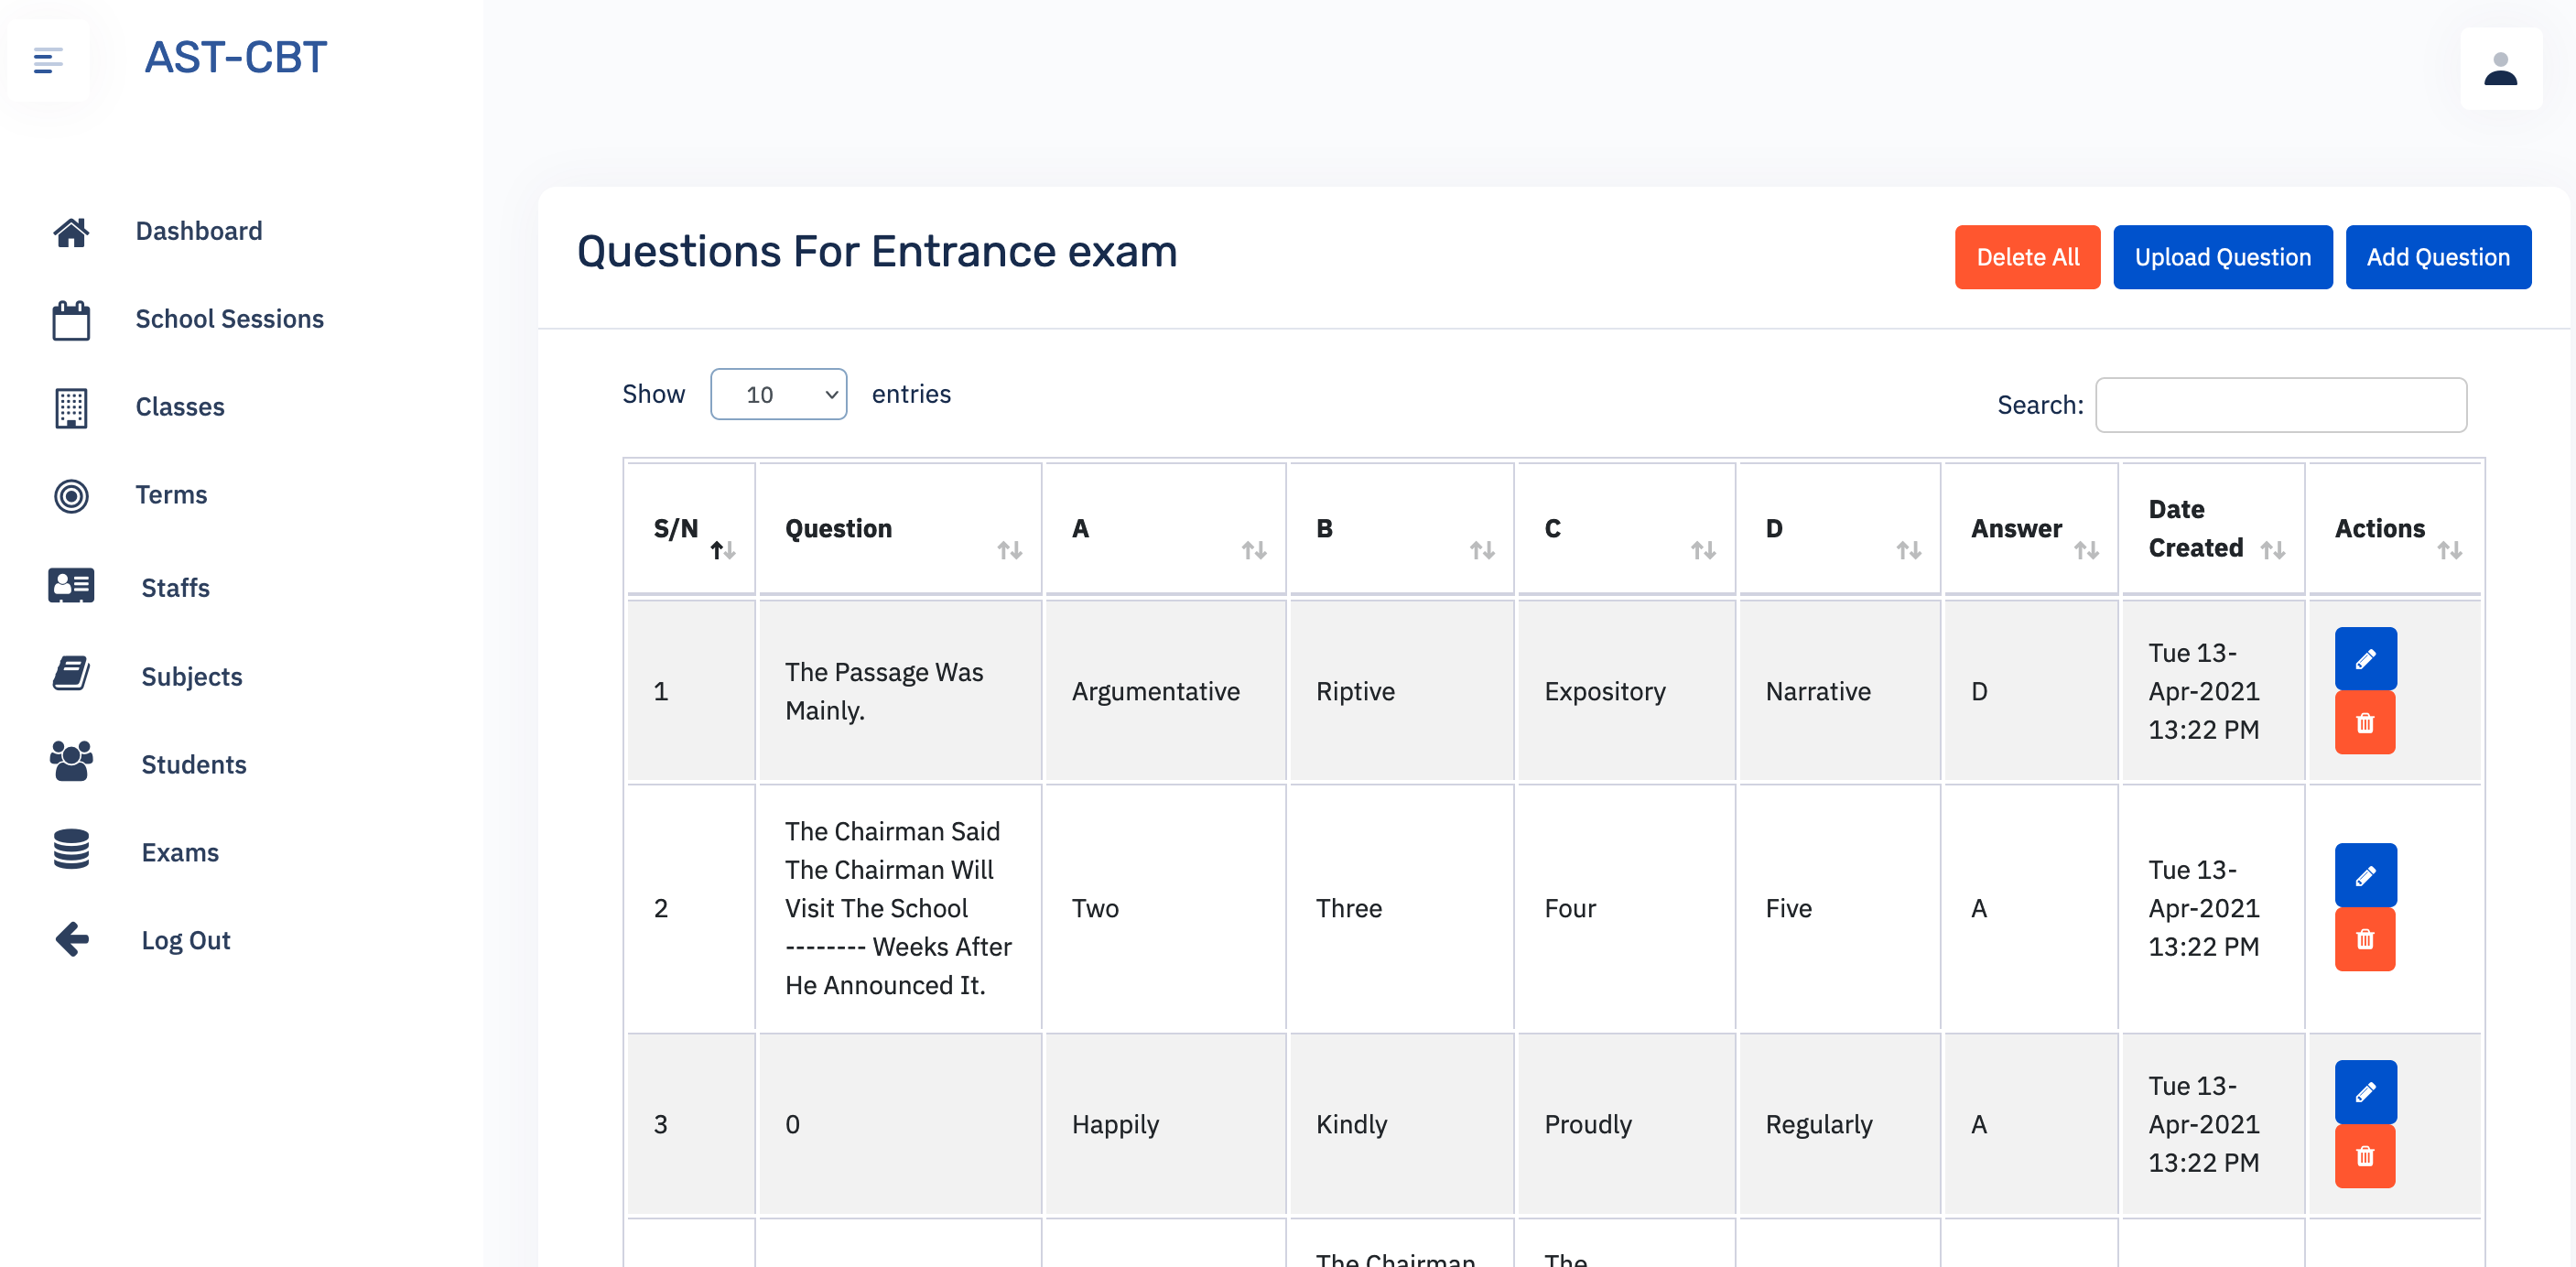 AST-CBT
Dashboard
School Sessions
Classes
Terms
Staffs
Subjects
Students
Exams
Log Out
Questions For Entrance exam
Delete All
Upload Question
Add Question
Show 10 entries
Search:
S/N
Question
A
B
C
D
Answer
Date
Created
Actions
1
The Passage Was
Mainly.
Argumentative
Riptive
Expository
Narrative
D
Tue 13-
Apr-2021
13:22 PM
2
The Chairman Said
The Chairman Will
Visit The School
-------- Weeks After
He Announced It.
Two
Three
Four
Five
A
Tue 13-
Apr-2021
13:22 PM
3
0
Happily
Kindly
Proudly
Regularly
A
Tue 13-
Apr-2021
13:22 PM
The Chairman
The